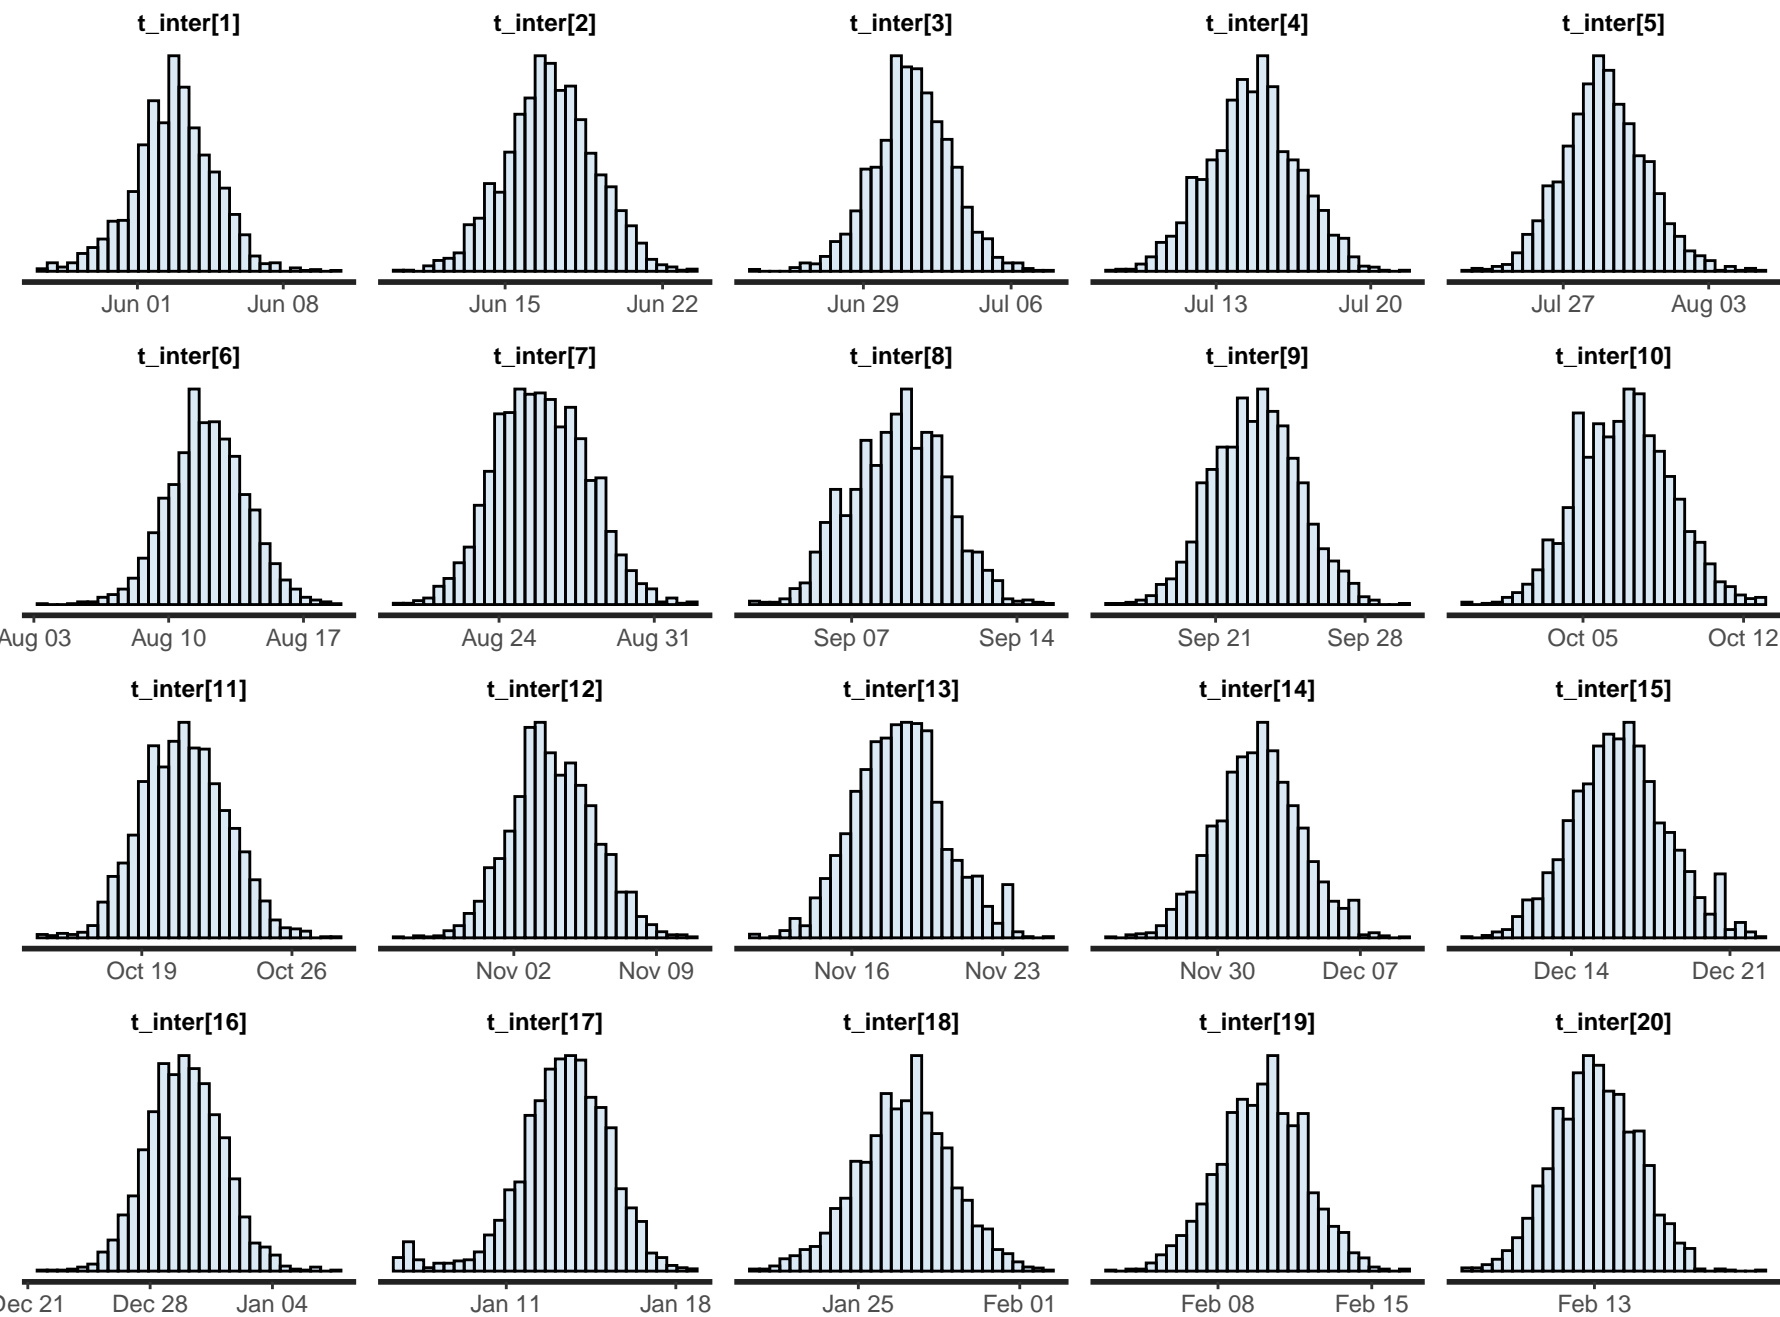 t_inter[1] t_inter[2] t_inter[3] t_inter[4] t_inter[5]
Jun 01 Jun 08 Jun 15 Jun 22 Jun 29 Jul 06 Jul 13 Jul 20 Jul 27 Aug 03
t_inter[6] t_inter[7] t_inter[8] t_inter[9] t_inter[10]
Aug 03 Aug 10 Aug 17 Aug 24 Aug 31 Sep 07 Sep 14 Sep 21 Sep 28 Oct 05 Oct 12
t_inter[11] t_inter[12] t_inter[13] t_inter[14] t_inter[15]
Oct 19 Oct 26 Nov 02 Nov 09 Nov 16 Nov 23 Nov 30 Dec 07 Dec 14 Dec 21
t_inter[16] t_inter[17] t_inter[18] t_inter[19] t_inter[20]
Dec 21 Dec 28 Jan 04 Jan 11 Jan 18 Jan 25 Feb 01 Feb 08 Feb 15 Feb 13